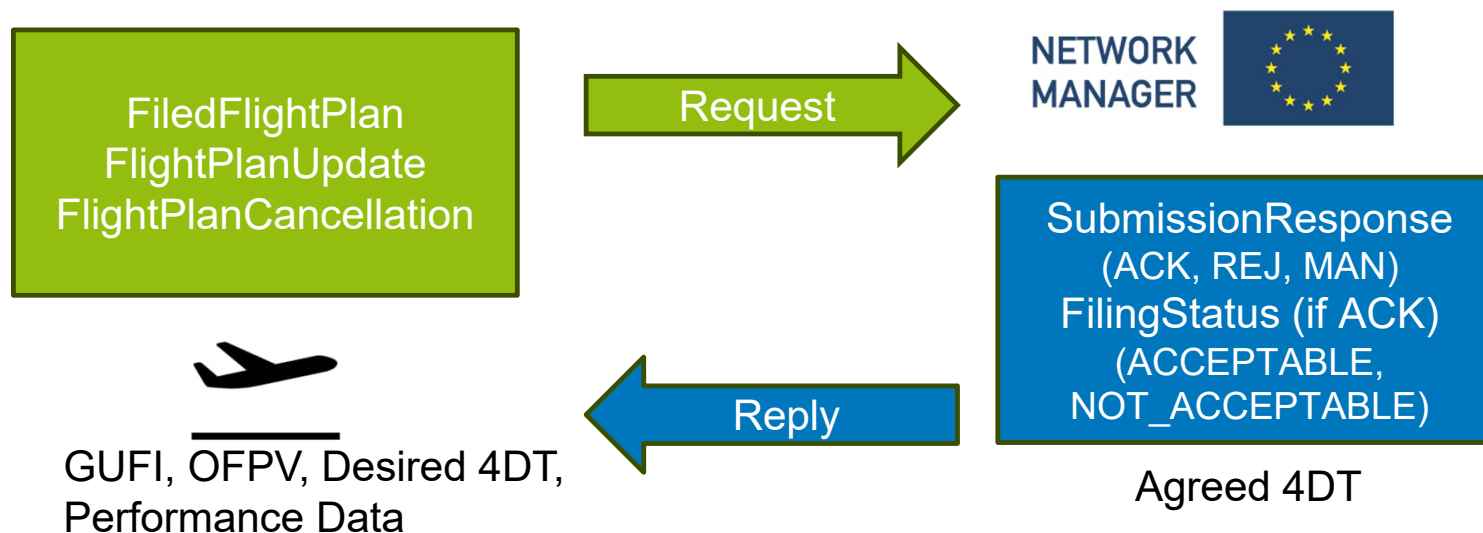 FiledFlightPlan
FlightPlanUpdate
FlightPlanCancellation
Request
NETWORK
MANAGER
SubmissionResponse
(ACK, REJ, MAN)
FilingStatus (if ACK)
(ACCEPTABLE,
NOT_ACCEPTABLE)
Reply
GUFI, OFPV, Desired 4DT,
Performance Data
Agreed 4DT